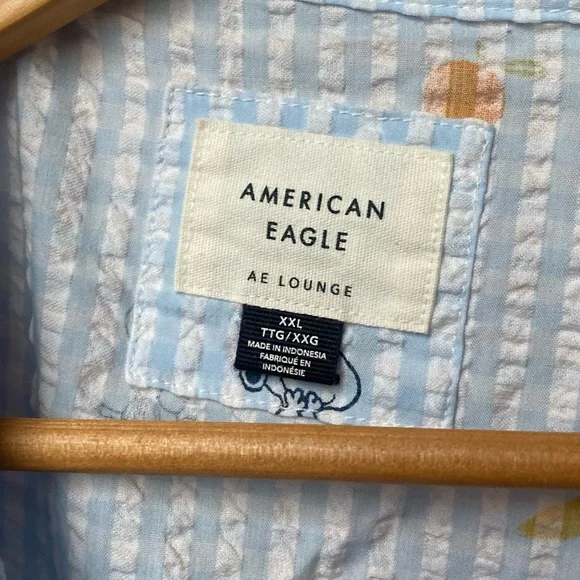 AMERICAN
EAGLE
AE LOUNGE
XXL
TTG/XXG
MADE IN INDONESIA
FABRIQUÉ EN
INDONÉSIE